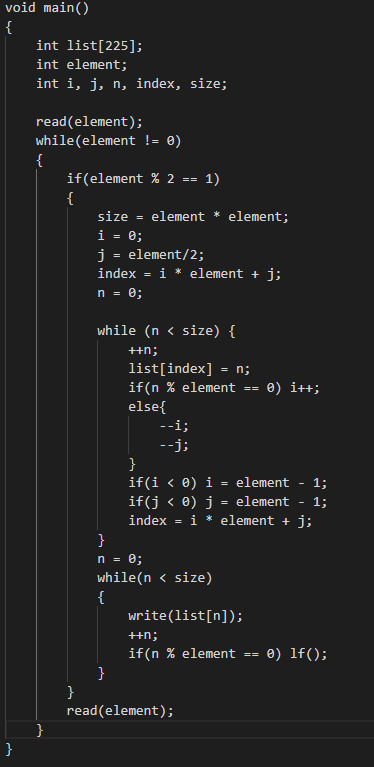 void main()
{
    int list[225];
    int element;
    int i, j, n, index, size;

    read(element);
    while(element != 0)
    {
        if(element % 2 == 1)
        {
            size = element * element;
            i = 0;
            j = element/2;
            index = i * element + j;
            n = 0;

            while (n < size) {
                ++n;
                list[index] = n;
                if(n % element == 0) i++;
                else{
                    --i;
                    --j;
                }
                if(i < 0) i = element - 1;
                if(j < 0) j = element - 1;
                index = i * element + j;
            }
            n = 0;
            while(n < size)
            {
                write(list[n]);
                ++n;
                if(n % element == 0) lf();
            }
        }
        read(element);
    }
}